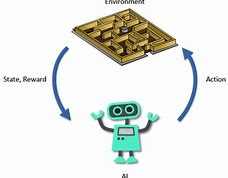 Environment
State, Reward
Action
AI